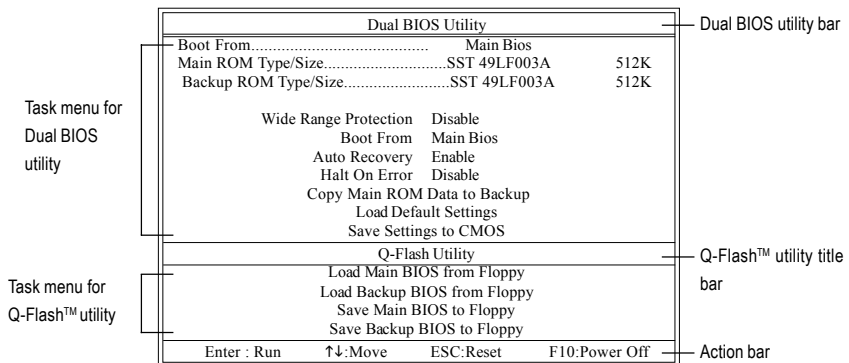 Dual BIOS Utility
Dual BIOS utility bar
Boot From.......................................... Main Bios
Main ROM Type/Size.............................SST 49LF003A 512K
Backup ROM Type/Size.........................SST 49LF003A 512K
Task menu for
Dual BIOS
utility
Wide Range Protection Disable
Boot From Main Bios
Auto Recovery Enable
Halt On Error Disable
Copy Main ROM Data to Backup
Load Default Settings
Save Settings to CMOS
Q-Flash Utility
Q-Flash™ utility title
bar
Task menu for
Q-Flash™ utility
Load Main BIOS from Floppy
Load Backup BIOS from Floppy
Save Main BIOS to Floppy
Save Backup BIOS to Floppy
Enter : Run ↑↓:Move ESC:Reset F10:Power Off
Action bar